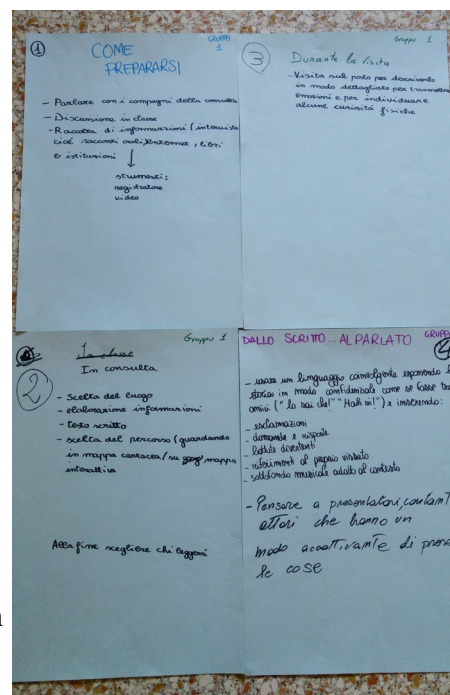 1
GRUPPO
1
COME
PREPARARSI
- Parlare con i compagni della consulta
- Discussione in classe
- Raccolta di informazioni (interviste
cioè racconti orali, internet, libri
e istituzioni
↓
strumenti:
registratore
video
Gruppo 1
3
Durante la visita
- Visita sul posto per descriverlo
in modo dettagliato per trasmettere
emozioni e per individuare
alcune curiosità fisiche
Gruppo 1
2
In consulta
- Scelta del luogo
- elaborazione informazioni
- testo scritto
- scelta del percorso (guardando
in mappa cartacea/su mappa
interattiva
Alla fine scegliere chi leggerà
DALLO SCRITTO...AL PARLATO
GRUPPO
4
- usare un linguaggio coinvolgente esponendo la
storia in modo confidenziale come se fosse tra
amici ("lo sai che!" "Mah sì!") e inserendo:
- esclamazioni
- domande e risposte
- battute divertenti
- riferimenti al proprio vissuto
- sottofondo musicale adatto al contesto
- Pensare a presentatori, cantanti
attori che hanno un
modo accattivante di
le cose